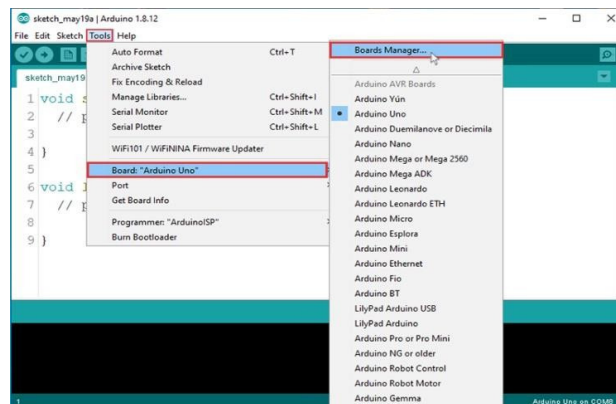 sketch_may19a | Arduino 1.8.12
File Edit Sketch Tools Help
sketch_may19
1 void
2 //
3
4 }
5
6 void
7 //
8
9 }
Auto Format Ctrl+T
Archive Sketch
Fix Encoding & Reload
Manage Libraries... Ctrl+Shift+I
Serial Monitor Ctrl+Shift+M
Serial Plotter Ctrl+Shift+L
WiFi101 / WiFiNINA Firmware Updater
Board: "Arduino Uno"
Port
Get Board Info
Programmer: "ArduinoISP"
Burn Bootloader
Boards Manager...
Arduino AVR Boards
Arduino Yún
Arduino Uno
Arduino Duemilanove or Diecimila
Arduino Nano
Arduino Mega or Mega 2560
Arduino Mega ADK
Arduino Leonardo
Arduino Leonardo ETH
Arduino Micro
Arduino Esplora
Arduino Mini
Arduino Ethernet
Arduino Fio
Arduino BT
LilyPad Arduino USB
LilyPad Arduino
Arduino Pro or Pro Mini
Arduino NG or older
Arduino Robot Control
Arduino Robot Motor
Arduino Gemma
1
Arduino Uno on